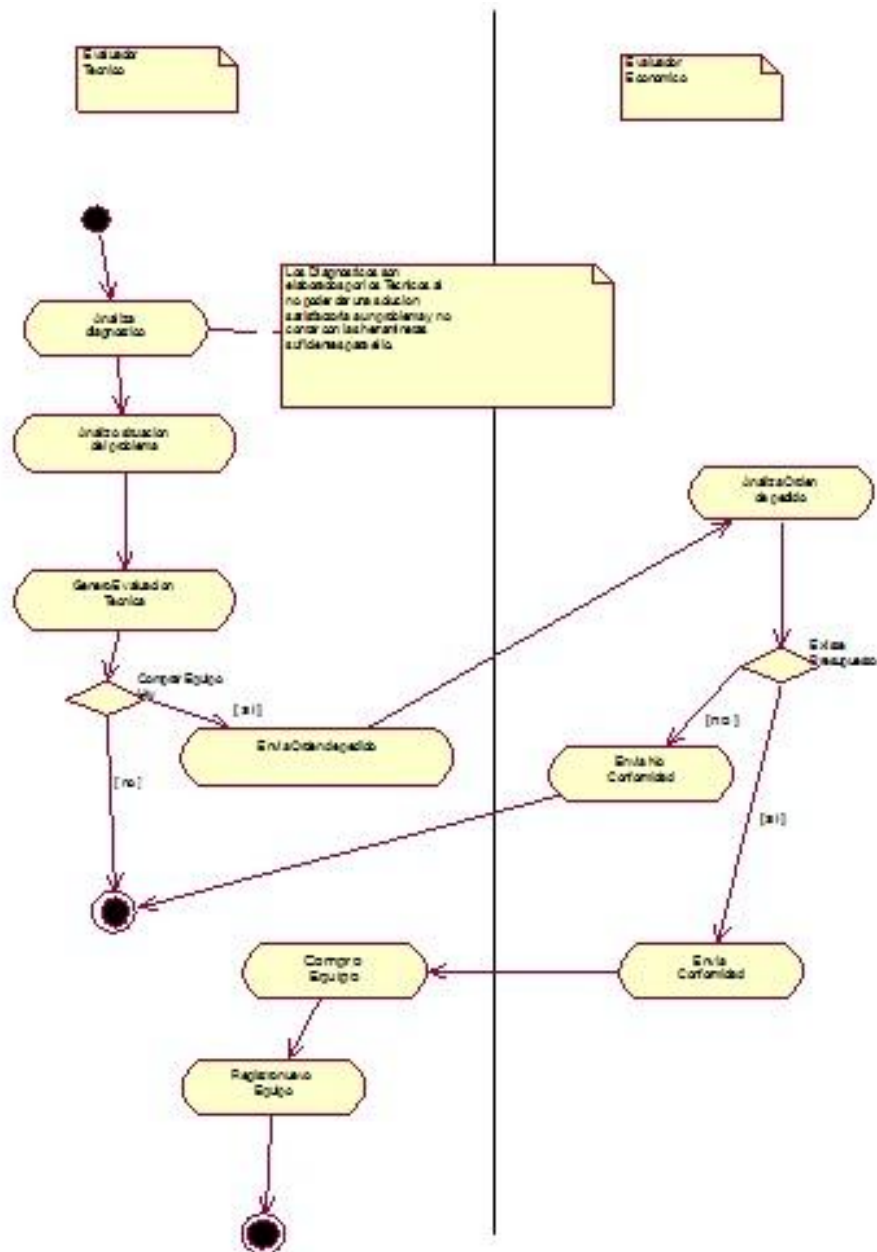 Evaluador
Tecnico
Evaluador
Economico
Los Diagnosticos son
elaborados por los Tecnicos al
no poder dar una solucion
satisfactoria a un problema y no
contar con las herramientas
suficientes para ello.
Analiza
diagnostico
Analiza situacion
del problema
Analiza Orden
de pedido
Genera Evaluacion
Tecnica
Comprar Equipo
[ si ]
Envia Orden de pedido
[ no ]
Existe
Presupuesto
[ no ]
Envia No
Conformidad
[ si ]
Compra
Equipo
Envia
Conformidad
Registra nuevo
Equipo